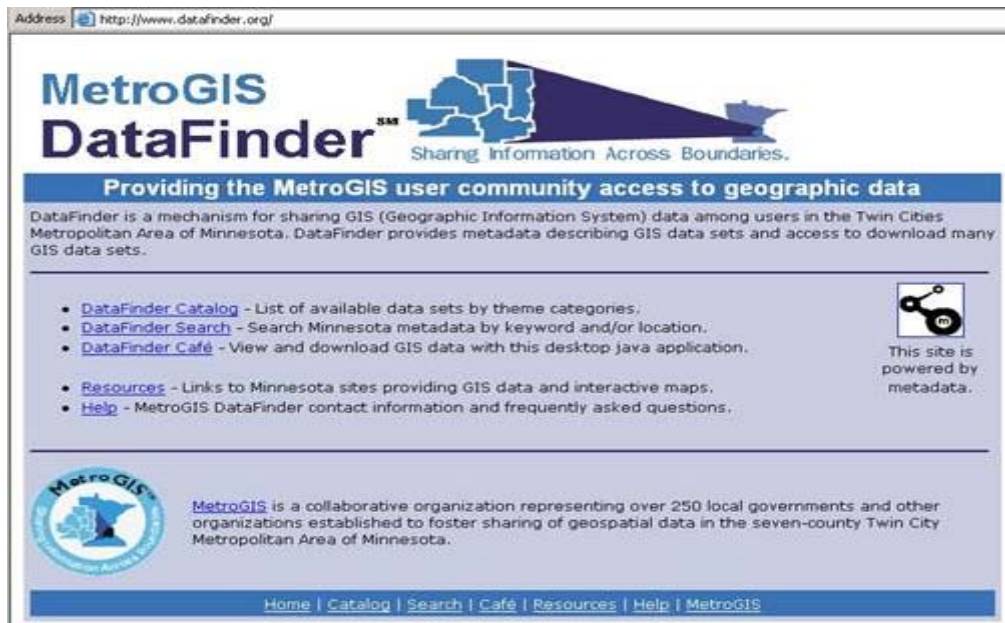 Address http://www.datafinder.org/
MetroGIS
DataFinder SM
Sharing Information Across Boundaries.
Providing the MetroGIS user community access to geographic data
DataFinder is a mechanism for sharing GIS (Geographic Information System) data among users in the Twin Cities
Metropolitan Area of Minnesota. DataFinder provides metadata describing GIS data sets and access to download many
GIS data sets.
• DataFinder Catalog - List of available data sets by theme categories.
• DataFinder Search - Search Minnesota metadata by keyword and/or location.
• DataFinder Café - View and download GIS data with this desktop java application.
• Resources - Links to Minnesota sites providing GIS data and interactive maps.
• Help - MetroGIS DataFinder contact information and frequently asked questions.
m
This site is
powered by
metadata.
MetroGIS
Sharing Information Across Boundaries
MetroGIS is a collaborative organization representing over 250 local governments and other
organizations established to foster sharing of geospatial data in the seven-county Twin City
Metropolitan Area of Minnesota.
Home | Catalog | Search | Café | Resources | Help | MetroGIS